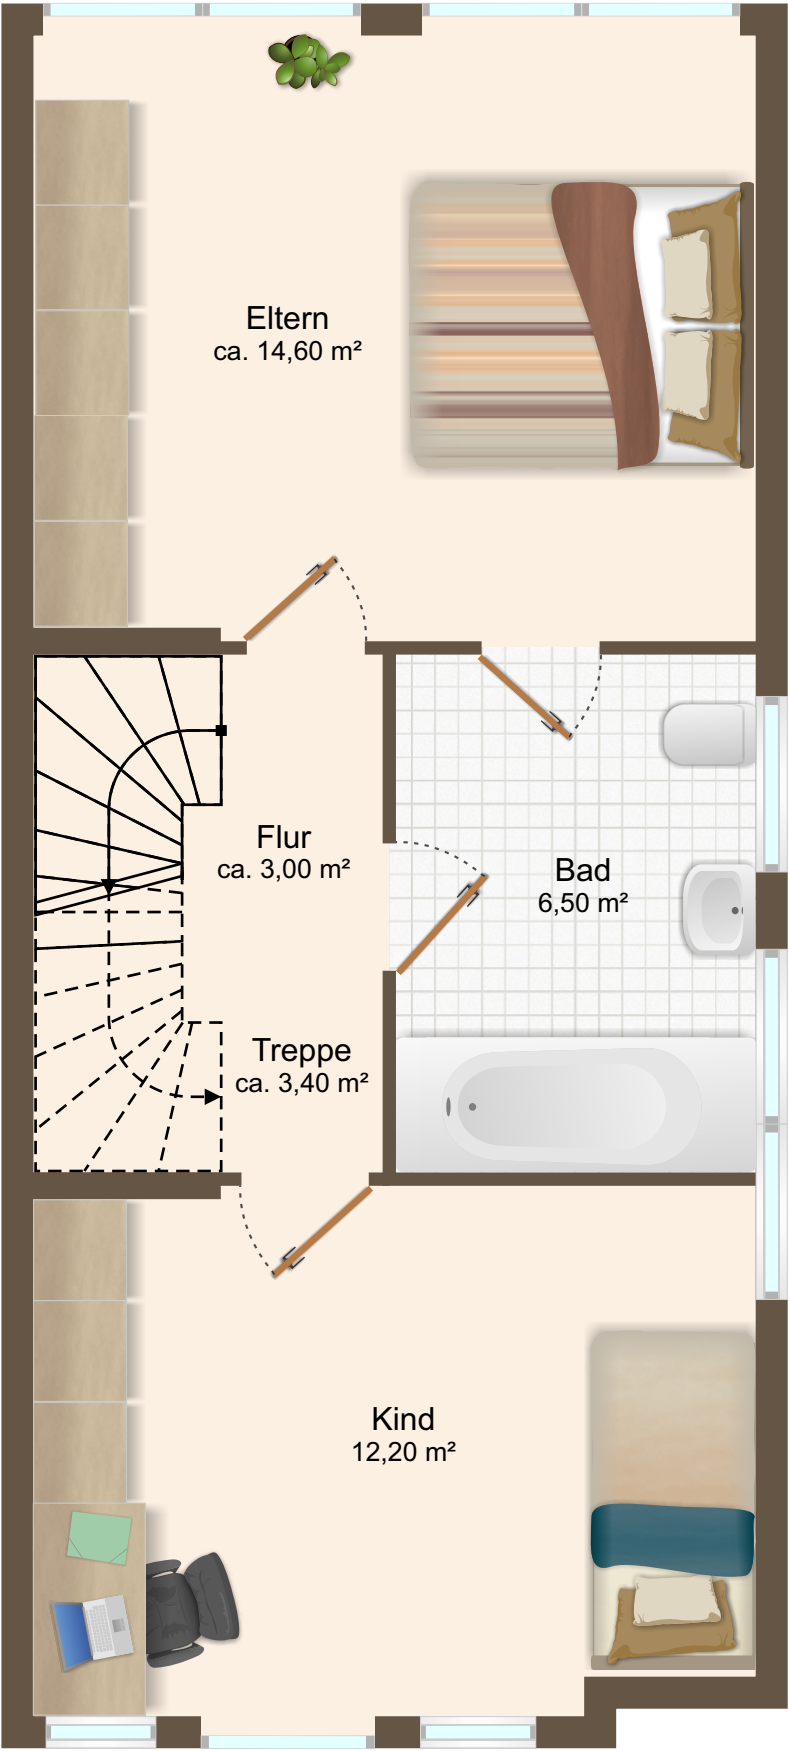 Eltern
ca. 14,60 m²
Flur
ca. 3,00 m²
Bad
6,50 m²
Treppe
ca. 3,40 m²
Kind
12,20 m²